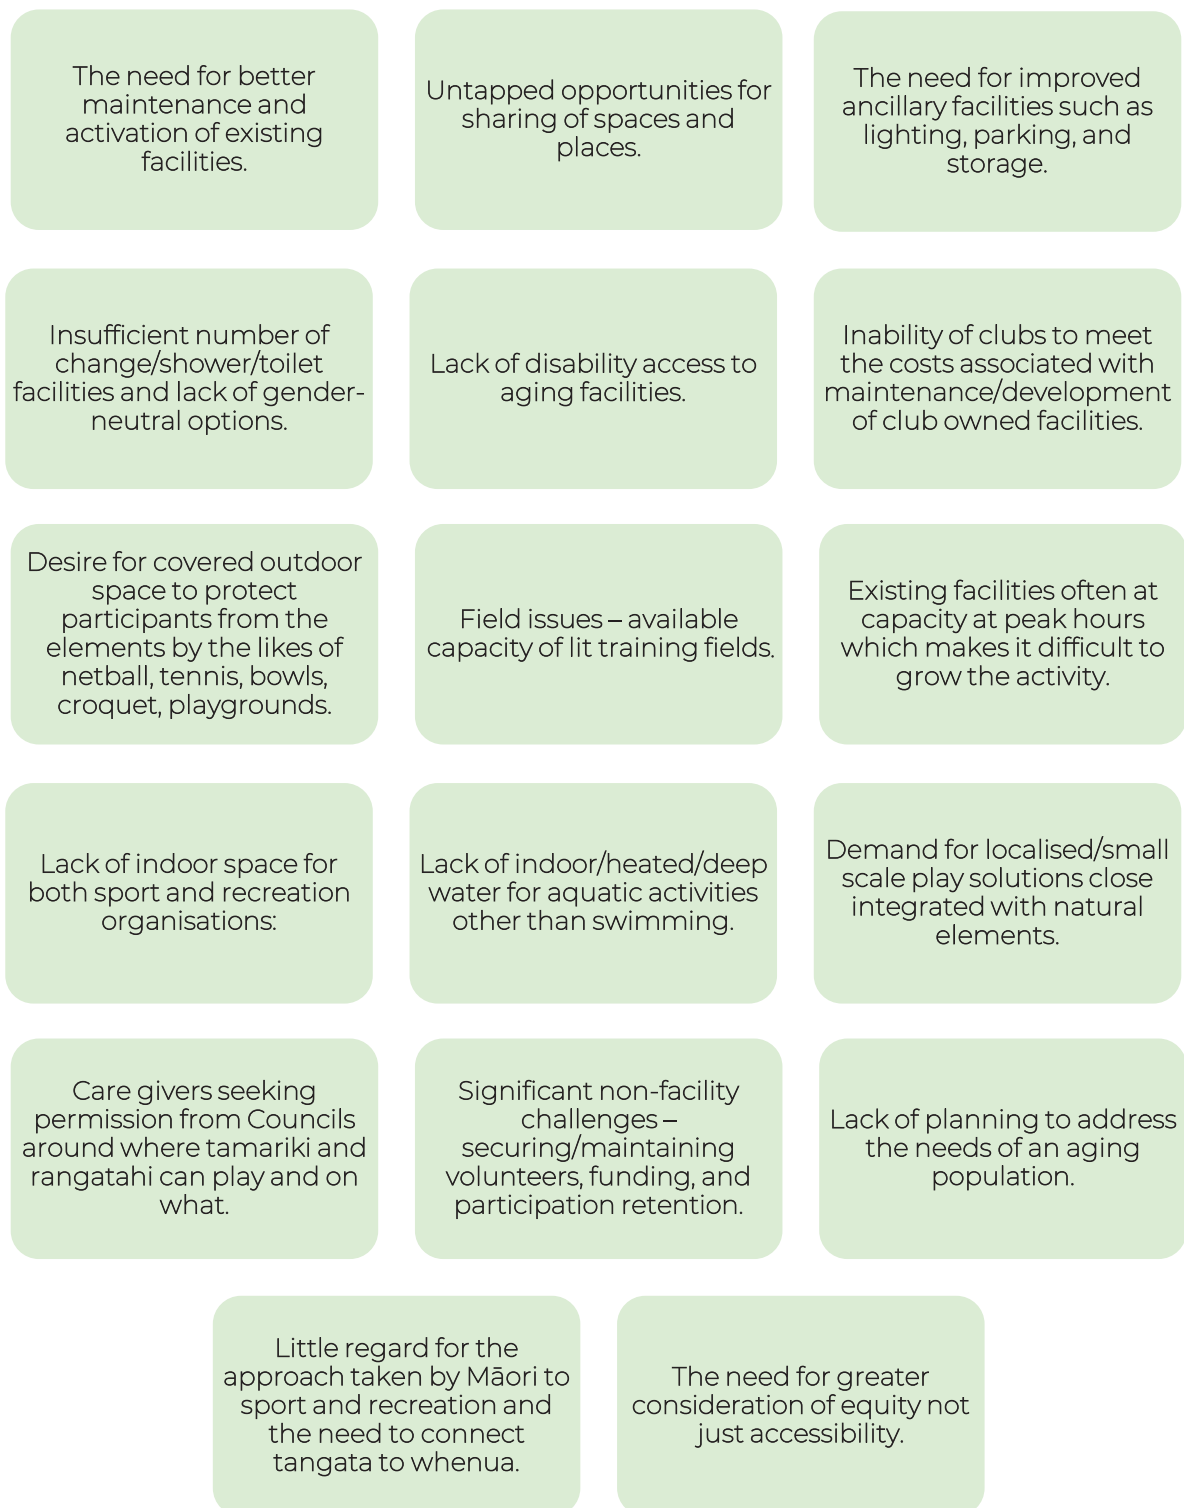 The need for better
maintenance and
activation of existing
facilities.
Untapped opportunities for
sharing of spaces and
places.
The need for improved
ancillary facilities such as
lighting, parking, and
storage.
Insufficient number of
change/shower/toilet
facilities and lack of gender-
neutral options.
Lack of disability access to
aging facilities.
Inability of clubs to meet
the costs associated with
maintenance/development
of club owned facilities.
Desire for covered outdoor
space to protect
participants from the
elements by the likes of
netball, tennis, bowls,
croquet, playgrounds.
Field issues – available
capacity of lit training fields.
Existing facilities often at
capacity at peak hours
which makes it difficult to
grow the activity.
Lack of indoor space for
both sport and recreation
organisations:
Lack of indoor/heated/deep
water for aquatic activities
other than swimming.
Demand for localised/small
scale play solutions close
integrated with natural
elements.
Care givers seeking
permission from Councils
around where tamariki and
rangatahi can play and on
what.
Significant non-facility
challenges –
securing/maintaining
volunteers, funding, and
participation retention.
Lack of planning to address
the needs of an aging
population.
Little regard for the
approach taken by Māori to
sport and recreation and
the need to connect
tangata to whenua.
The need for greater
consideration of equity not
just accessibility.